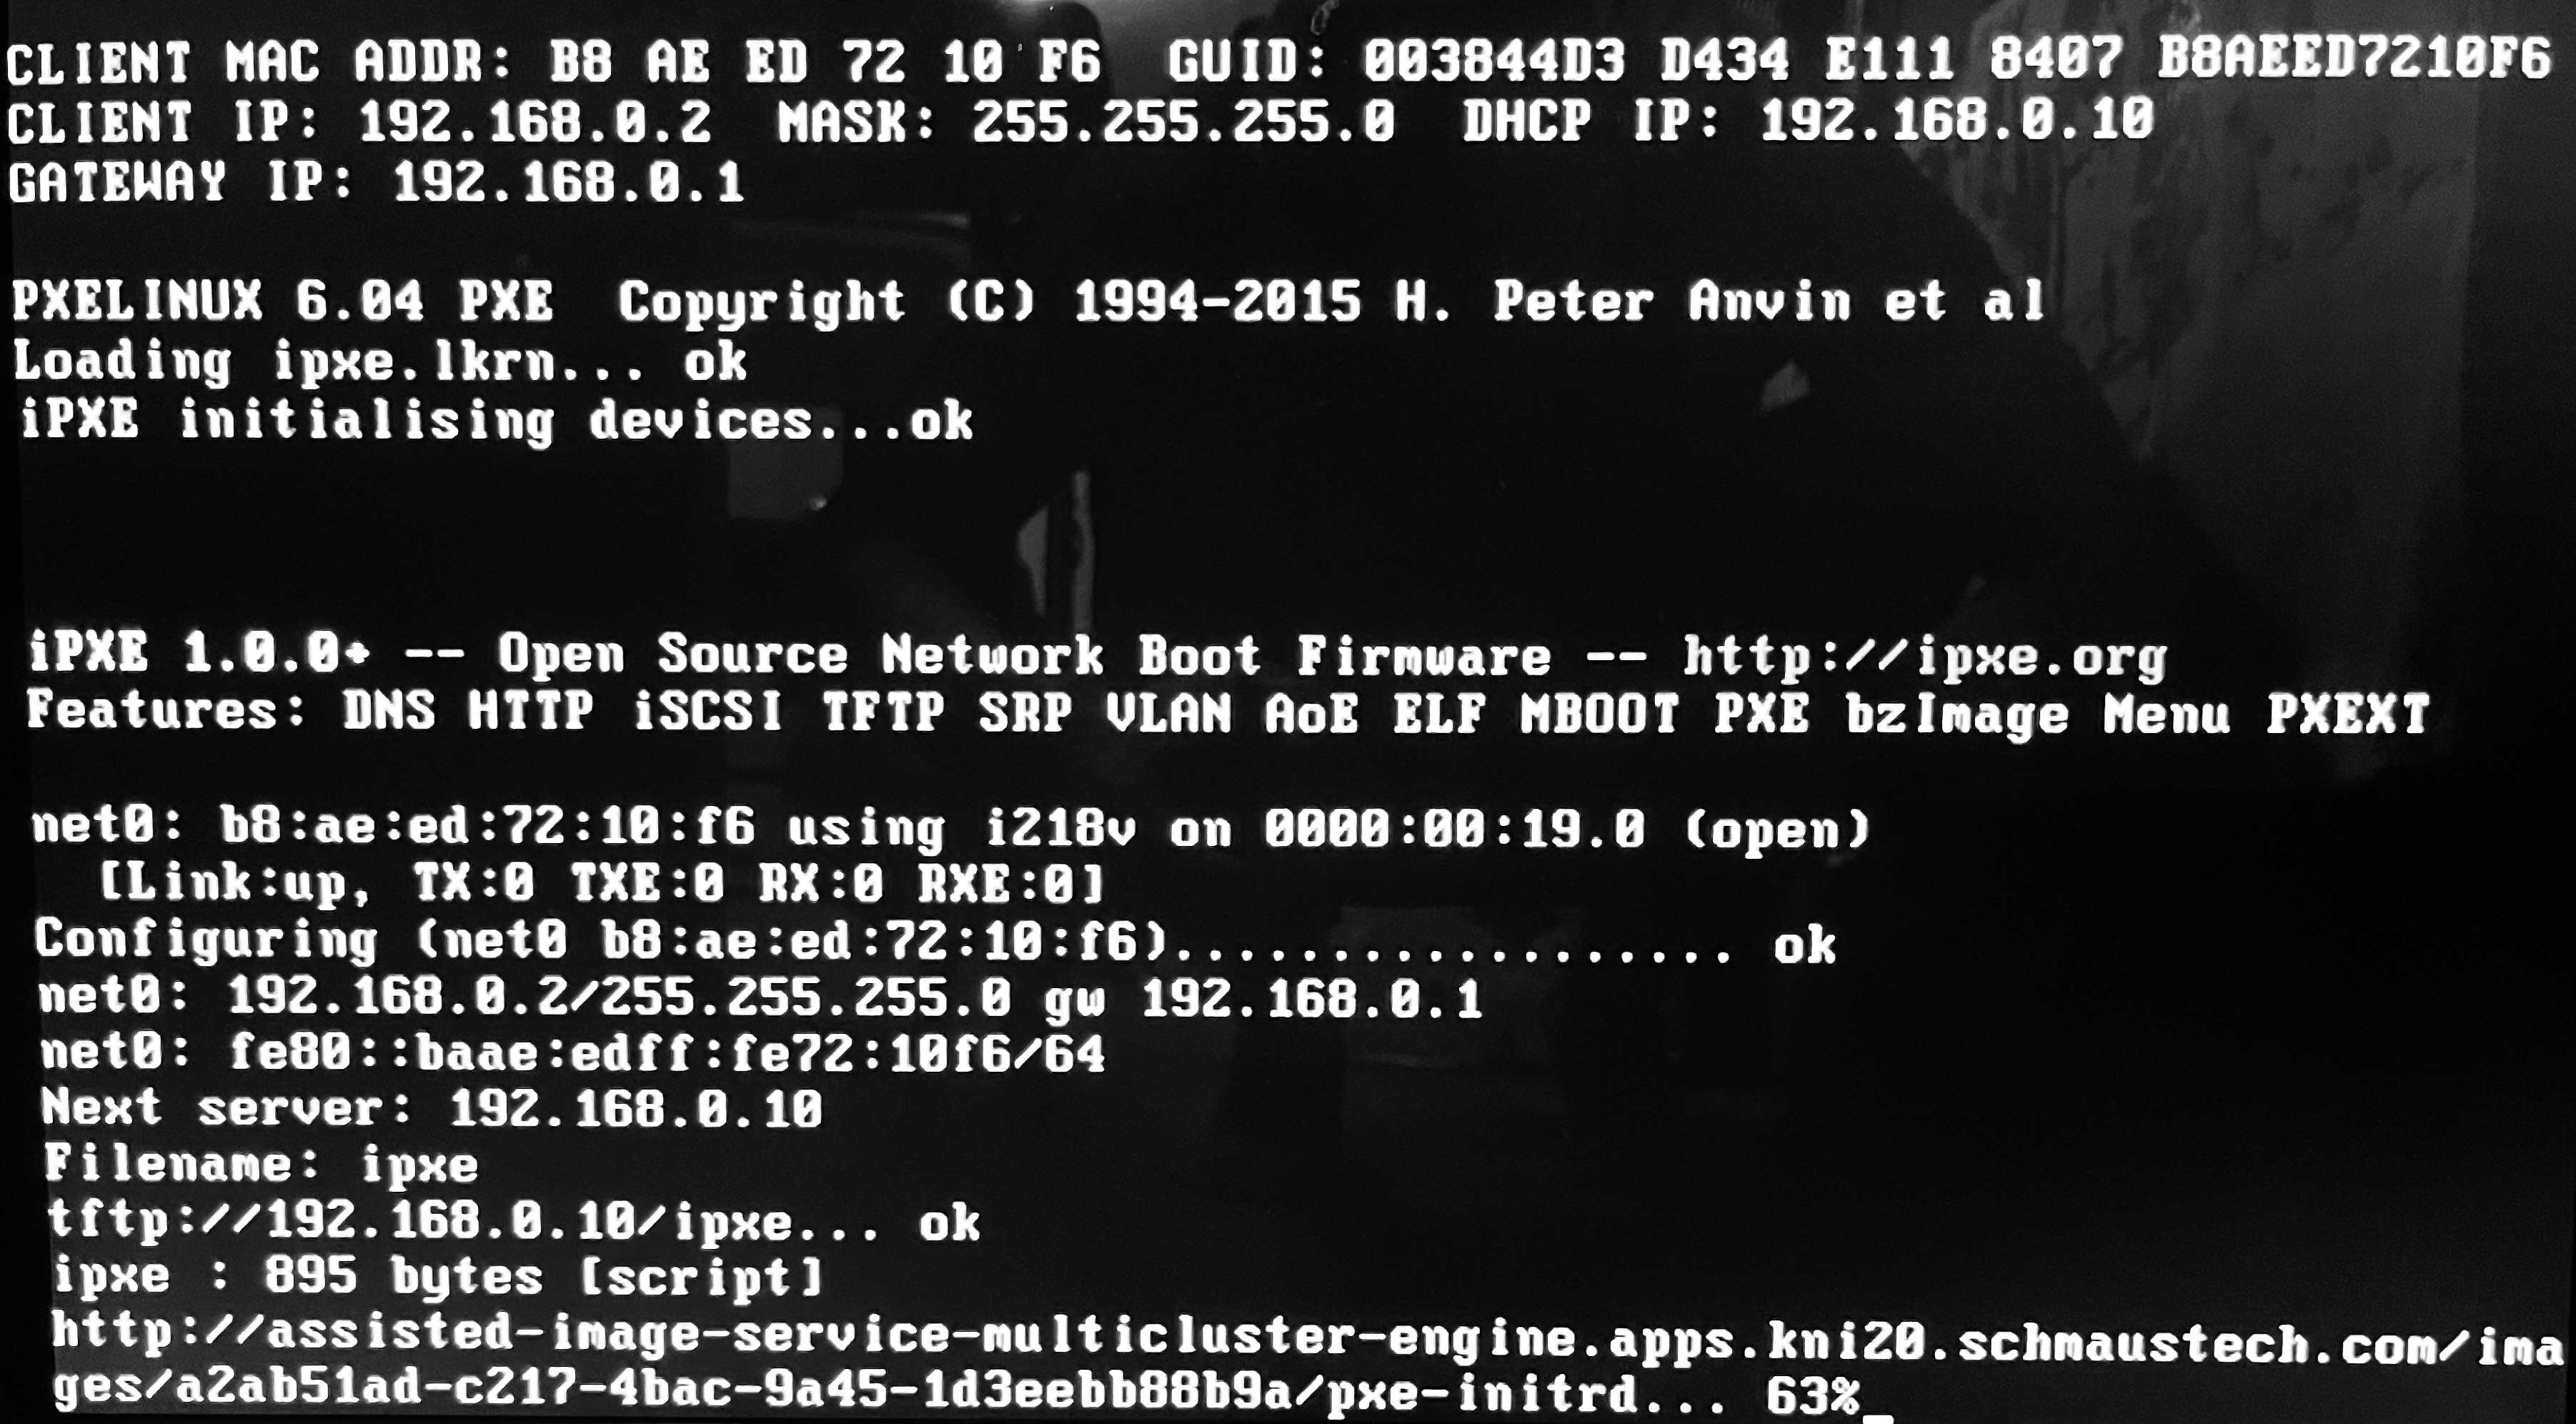 CLIENT MAC ADDR: B8 AE ED 72 10 F6  GUID: 003844D3 D434 E111 8407 B8AEED7210F6
CLIENT IP: 192.168.0.2  MASK: 255.255.255.0  DHCP IP: 192.168.0.10
GATEWAY IP: 192.168.0.1
PXELINUX 6.04 PXE  Copyright (C) 1994-2015 H. Peter Anvin et al
Loading ipxe.lkrn... ok
iPXE initialising devices...ok
iPXE 1.0.0+ -- Open Source Network Boot Firmware -- http://ipxe.org
Features: DNS HTTP iSCSI TFTP SRP VLAN AoE ELF MBOOT PXE bzImage Menu PXEXT
net0: b8:ae:ed:72:10:f6 using i218v on 0000:00:19.0 (open)
  [Link:up, TX:0 TXE:0 RX:0 RXE:0]
Configuring (net0 b8:ae:ed:72:10:f6)................. ok
net0: 192.168.0.2/255.255.255.0 gw 192.168.0.1
net0: fe80::baae:edff:fe72:10f6/64
Next server: 192.168.0.10
Filename: ipxe
tftp://192.168.0.10/ipxe... ok
ipxe : 895 bytes [script]
http://assisted-image-service-multicluster-engine.apps.kni20.schmaustech.com/ima
ges/a2ab51ad-c217-4bac-9a45-1d3eebb88b9a/pxe-initrd... 63%_